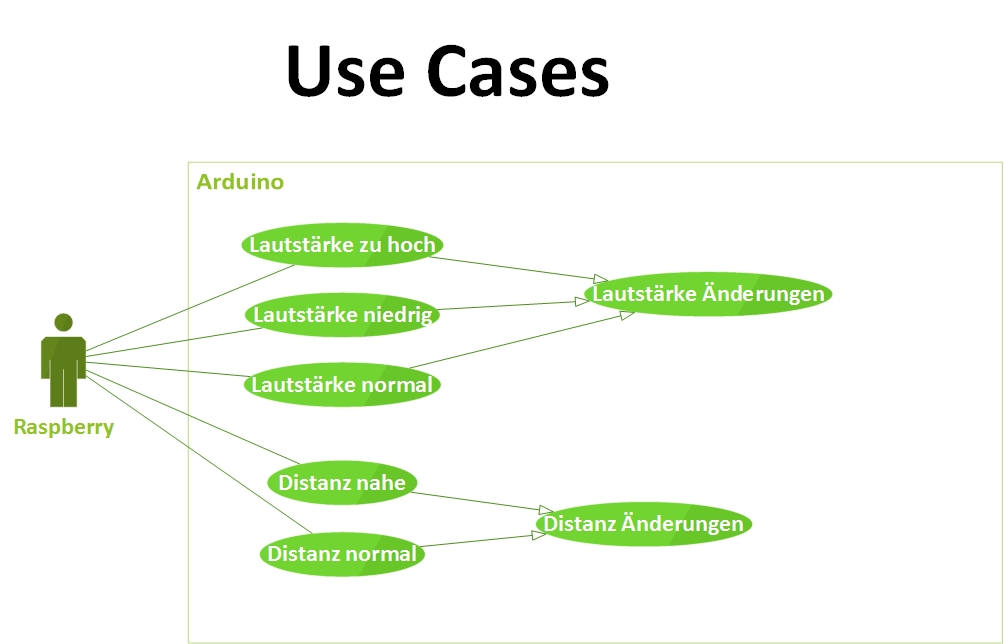 Use Cases
Arduino
Lautstärke zu hoch
Lautstärke Änderungen
Lautstärke niedrig
Lautstärke normal
Raspberry
Distanz nahe
Distanz Änderungen
Distanz normal